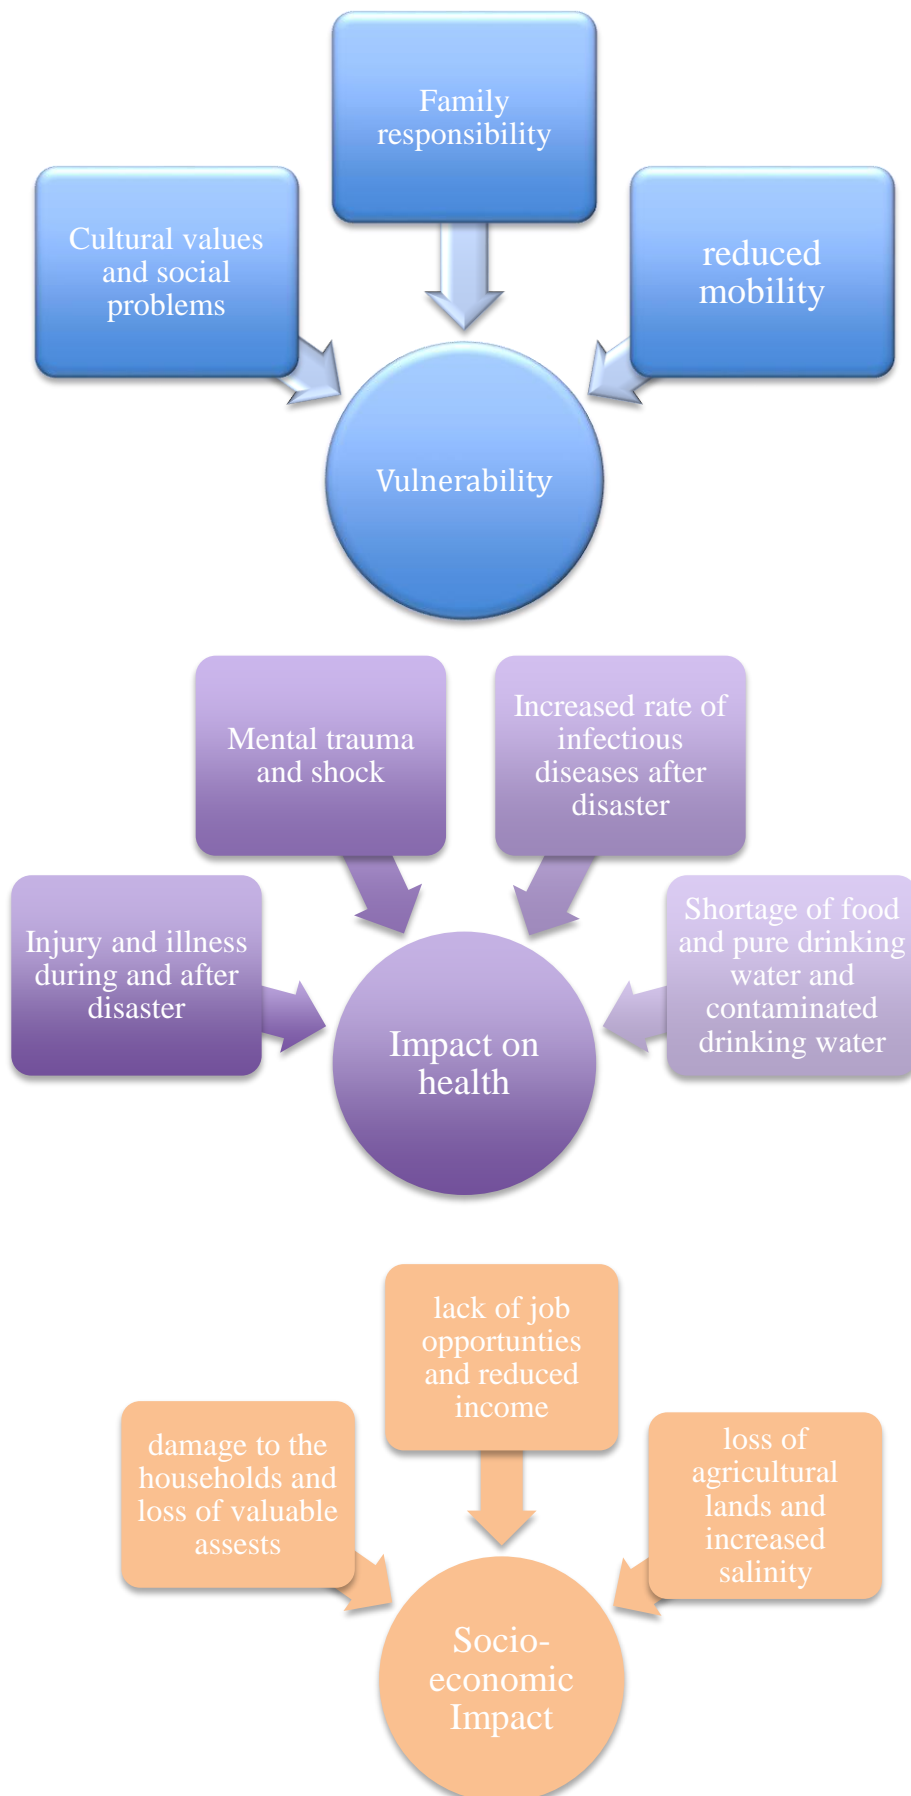 Family
responsibility
Cultural values
and social
problems
reduced
mobility
Vulnerability
Mental trauma
and shock
Increased rate of
infectious
diseases after
disaster
Injury and illness
during and after
disaster
Shortage of food
and pure drinking
water and
contaminated
drinking water
Impact on
health
lack of job
opportunties
and reduced
income
damage to the
households and
loss of valuable
assests
loss of
agricultural
lands and
increased
salinity
Socio-
economic
Impact